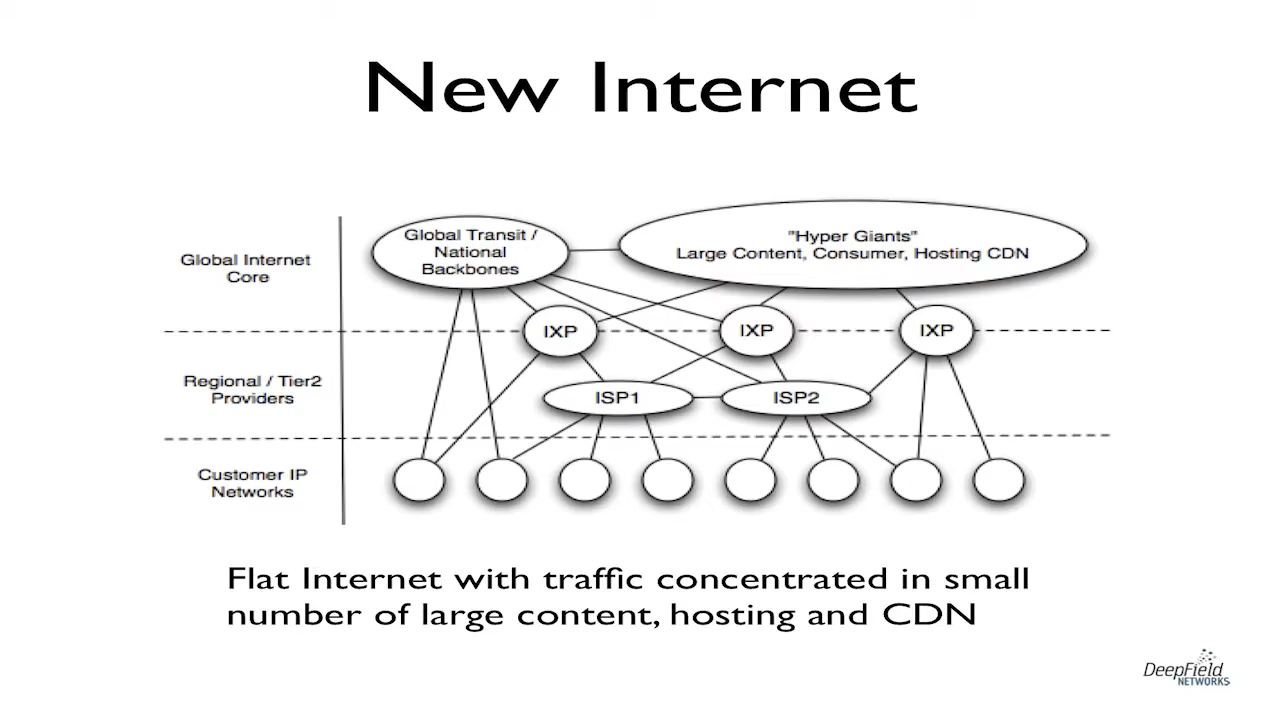 New Internet
Global Internet
Core
Global Transit /
National
Backbones
"Hyper Giants"
Large Content, Consumer, Hosting CDN
IXP
IXP
IXP
Regional / Tier2
Providers
ISP1
ISP2
Customer IP
Networks
Flat Internet with traffic concentrated in small
number of large content, hosting and CDN
DeepField
NETWORKS